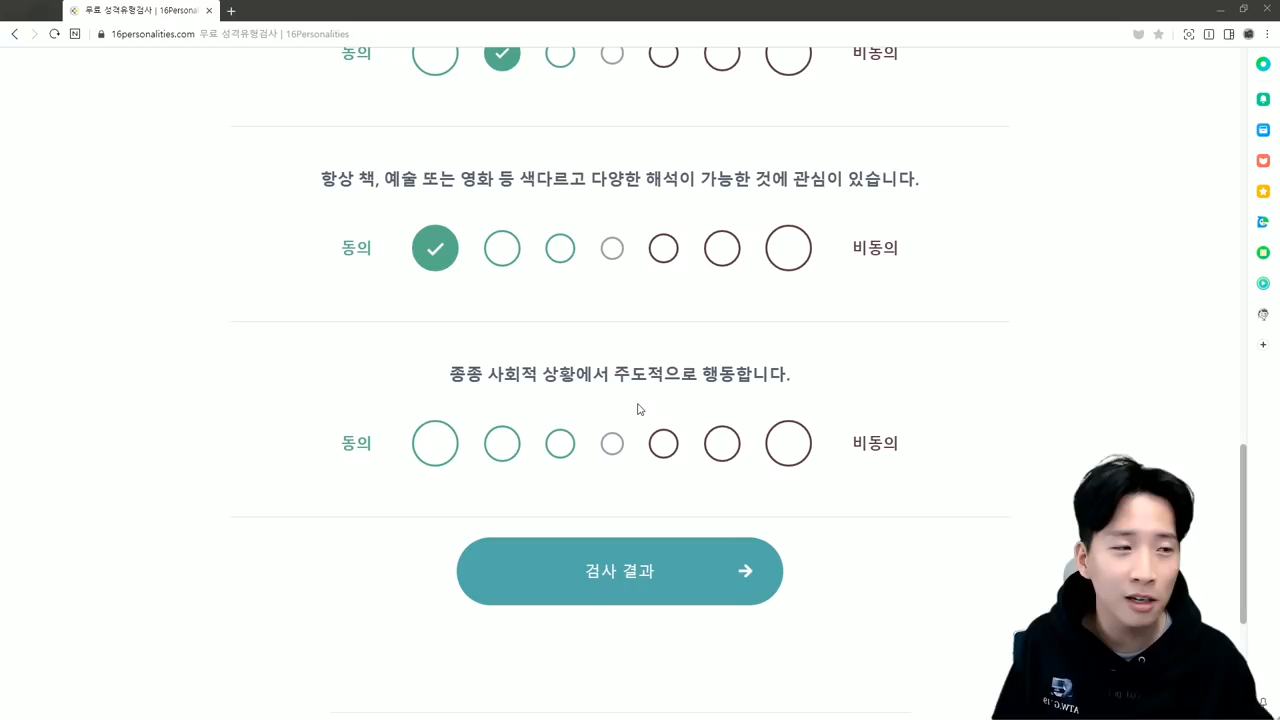 무료 성격유형검사 | 16Personal
16personalities.com 무료 성격유형검사 | 16Personalities
동의 비동의
항상 책, 예술 또는 영화 등 색다르고 다양한 해석이 가능한 것에 관심이 있습니다.
동의 비동의
종종 사회적 상황에서 주도적으로 행동합니다.
동의 비동의
검사 결과
ATW.G.'19